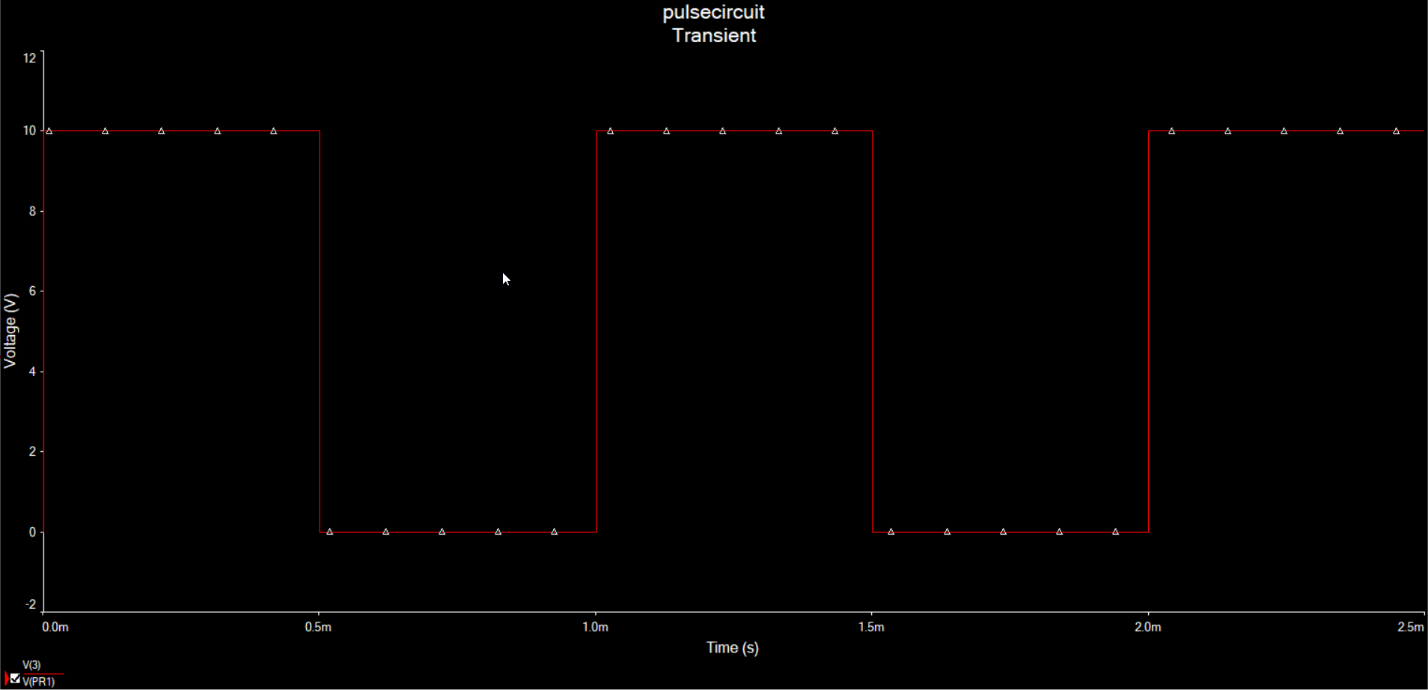 pulsecircuit
Transient
12
10
8
6
4
2
0
-2
Voltage (V)
0.0m 0.5m 1.0m 1.5m 2.0m 2.5m
Time (s)
V(3)
V(PR1)